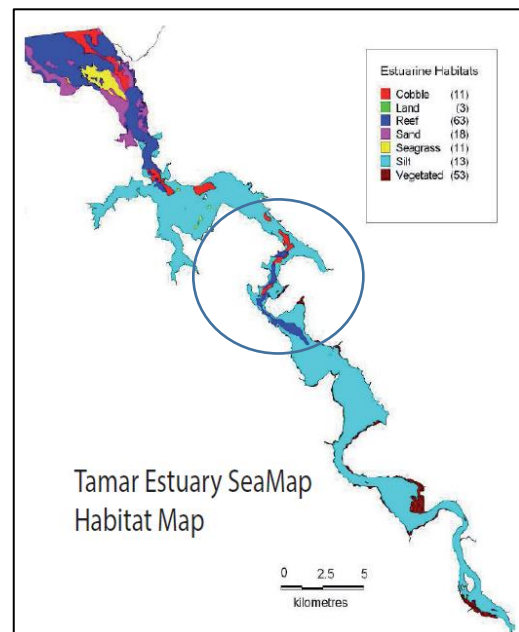 Estuarine Habitats
Cobble (11)
Land (3)
Reef (63)
Sand (18)
Seagrass (11)
Silt (13)
Vegetated (53)
Tamar Estuary SeaMap
Habitat Map
0 2.5 5
kilometres